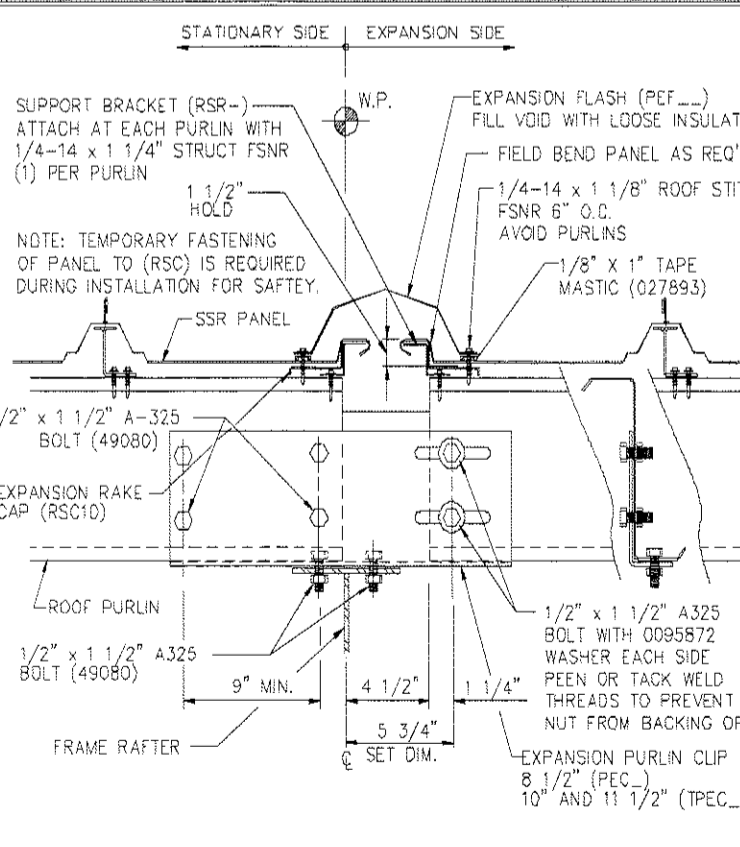 STATIONARY SIDE
EXPANSION SIDE
W.P.
SUPPORT BRACKET (RSR-)
ATTACH AT EACH PURLIN WITH
1/4-14 x 1 1/4" STRUCT FSNR
(1) PER PURLIN
1 1/2"
HOLD
NOTE: TEMPORARY FASTENING
OF PANEL TO (RSC) IS REQUIRED
DURING INSTALLATION FOR SAFTEY.
SSR PANEL
EXPANSION FLASH (PEF___)
FILL VOID WITH LOOSE INSULAT
FIELD BEND PANEL AS REQ'
1/4-14 x 1 1/8" ROOF STI
FSNR 6" O.C.
AVOID PURLINS
1/8" X 1" TAPE
MASTIC (027893)
/2" x 1 1/2" A-325
BOLT (49080)
EXPANSION RAKE
CAP (RSC10)
ROOF PURLIN
1/2" x 1 1/2" A325
BOLT (49080)
9" MIN.
4 1/2"
1 1/4"
5 3/4"
SET DIM.
℄
FRAME RAFTER
1/2" x 1 1/2" A325
BOLT WITH 0095872
WASHER EACH SIDE
PEEN OR TACK WELD
THREADS TO PREVENT
NUT FROM BACKING OF
EXPANSION PURLIN CLIP
8 1/2" (PEC_)
10" AND 11 1/2" (TPEC_